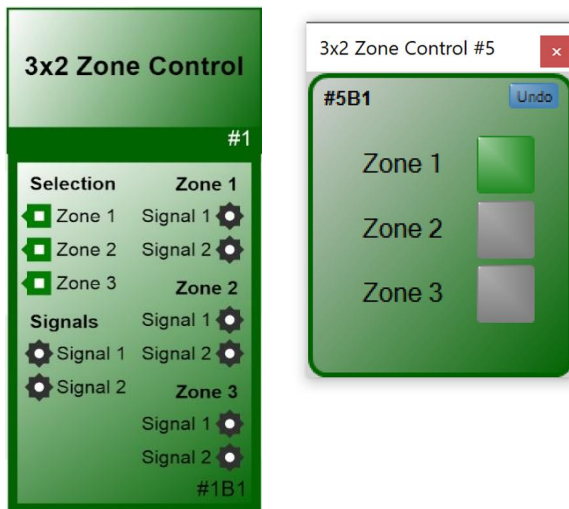 3x2 Zone Control
#1
Selection
Zone 1
Zone 2
Zone 3
Signals
Signal 1
Signal 2
Zone 1
Signal 1
Signal 2
Zone 2
Signal 1
Signal 2
Zone 3
Signal 1
Signal 2
#1B1
3x2 Zone Control #5
×
#5B1
Undo
Zone 1
Zone 2
Zone 3